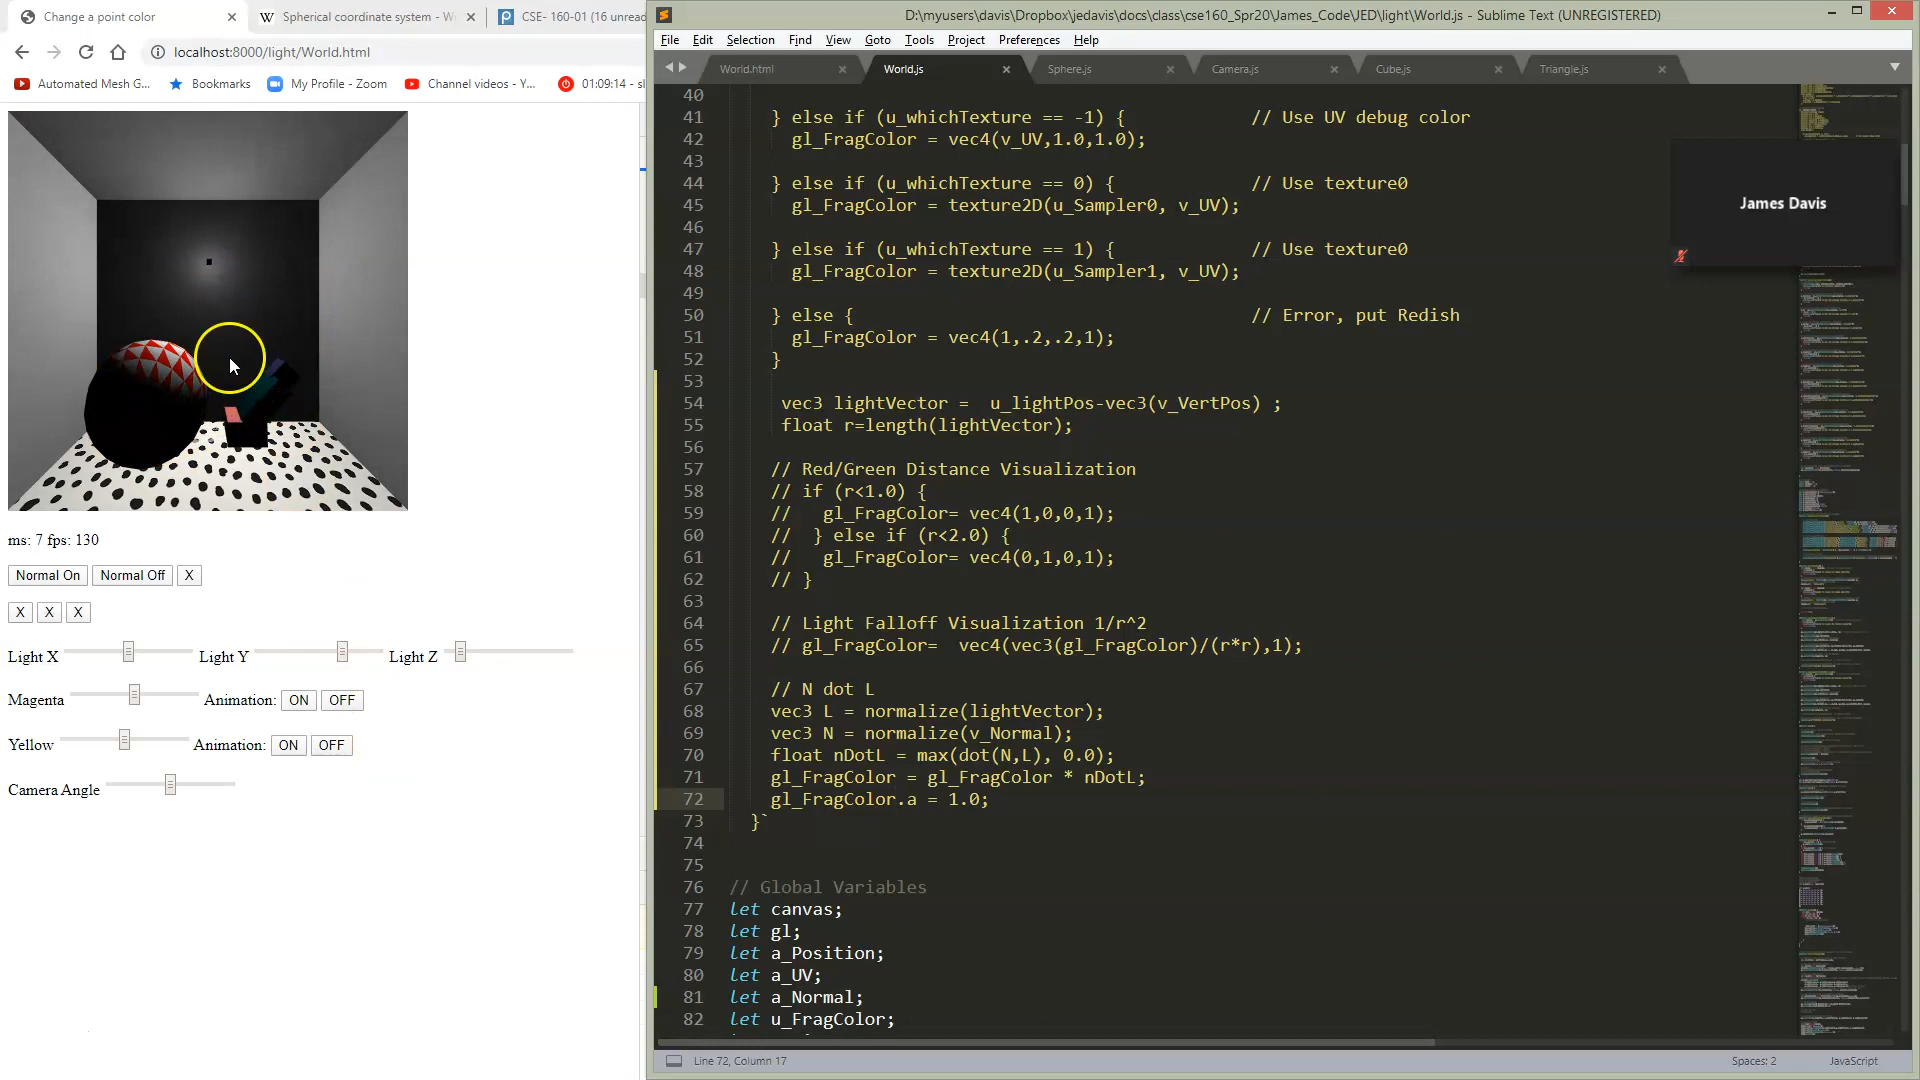 Change a point color
Spherical coordinate system - W
CSE- 160-01 (16 unread
localhost:8000/light/World.html
Automated Mesh G...
Bookmarks
My Profile - Zoom
Channel videos - Y...
01:09:14 - sl
ms: 7 fps: 130
Normal On Normal Off X
X X X
Light X Light Y Light Z
Magenta Animation: ON OFF
Yellow Animation: ON OFF
Camera Angle
D:\myusers\davis\Dropbox\jedavis\docs\class\cse160_Spr20\James_Code\JED\light\World.js - Sublime Text (UNREGISTERED)
File Edit Selection Find View Goto Tools Project Preferences Help
World.html World.js Sphere.js Camera.js Cube.js Triangle.js
40
41 } else if (u_whichTexture == -1) { // Use UV debug color
42 gl_FragColor = vec4(v_UV,1.0,1.0);
43
44 } else if (u_whichTexture == 0) { // Use texture0
45 gl_FragColor = texture2D(u_Sampler0, v_UV);
46
47 } else if (u_whichTexture == 1) { // Use texture0
48 gl_FragColor = texture2D(u_Sampler1, v_UV);
49
50 } else { // Error, put Redish
51 gl_FragColor = vec4(1,.2,.2,1);
52 }
53
54 vec3 lightVector = u_lightPos-vec3(v_VertPos) ;
55 float r=length(lightVector);
56
57 // Red/Green Distance Visualization
58 // if (r<1.0) {
59 // gl_FragColor= vec4(1,0,0,1);
60 // } else if (r<2.0) {
61 // gl_FragColor= vec4(0,1,0,1);
62 // }
63
64 // Light Falloff Visualization 1/r^2
65 // gl_FragColor= vec4(vec3(gl_FragColor)/(r*r),1);
66
67 // N dot L
68 vec3 L = normalize(lightVector);
69 vec3 N = normalize(v_Normal);
70 float nDotL = max(dot(N,L), 0.0);
71 gl_FragColor = gl_FragColor * nDotL;
72 gl_FragColor.a = 1.0;
73 }`
74
75
76 // Global Variables
77 let canvas;
78 let gl;
79 let a_Position;
80 let a_UV;
81 let a_Normal;
82 let u_FragColor;
James Davis
Line 72, Column 17
Spaces: 2
JavaScript